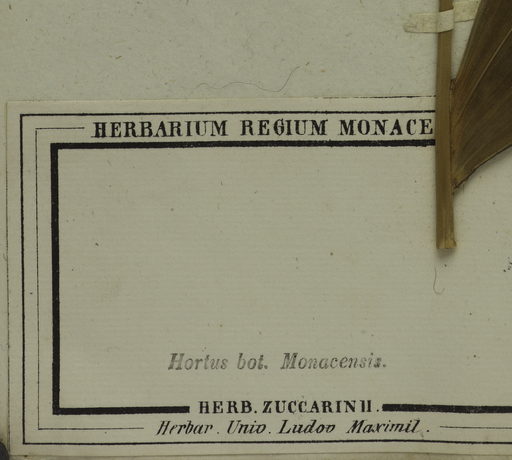 HERBARIUM REGIUM MONACE
Hortus bot. Monacensis.
HERB. ZUCCARINII.
Herbar. Univ. Ludov Maximil.